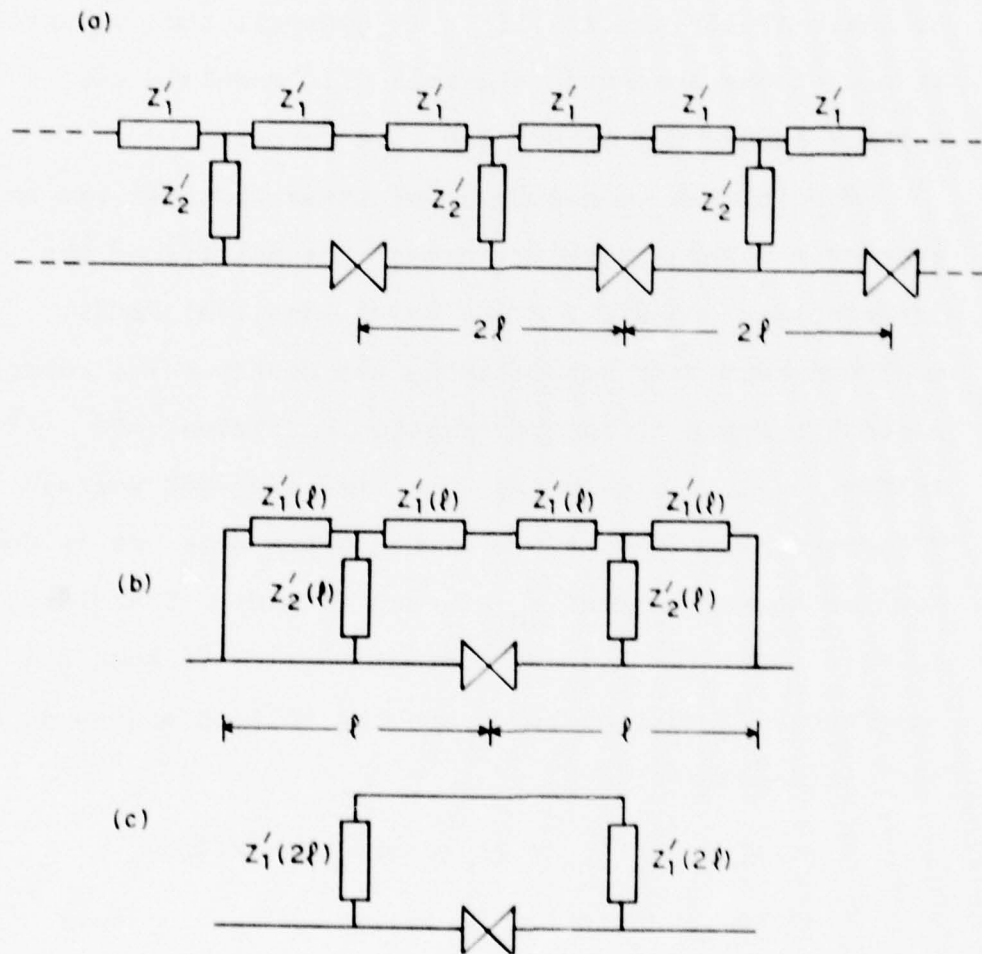 (a)
Z′₁ Z′₁ Z′₁ Z′₁ Z′₁ Z′₁
Z′₂ Z′₂ Z′₂
2ℓ 2ℓ
Z′₁(ℓ) Z′₁(ℓ) Z′₁(ℓ) Z′₁(ℓ)
(b) Z′₂(ℓ) Z′₂(ℓ)
ℓ ℓ
(c)
Z′₁(2ℓ) Z′₁(2ℓ)